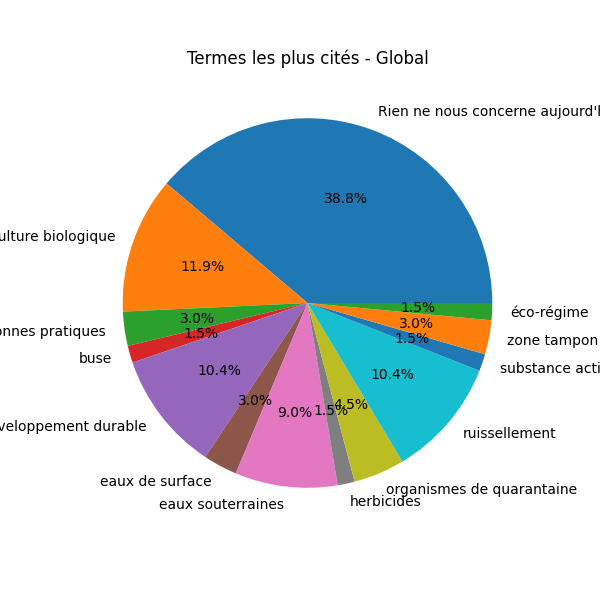 Termes les plus cités - Global
Rien ne nous concerne aujourd'h
38.8%
ulture biologique
11.9%
onnes pratiques
3.0%
buse
1.5%
veloppement durable
10.4%
eaux de surface
3.0%
eaux souterraines
9.0%
herbicides
1.5%
organismes de quarantaine
4.5%
ruissellement
10.4%
substance acti
1.5%
zone tampon
3.0%
éco-régime
1.5%